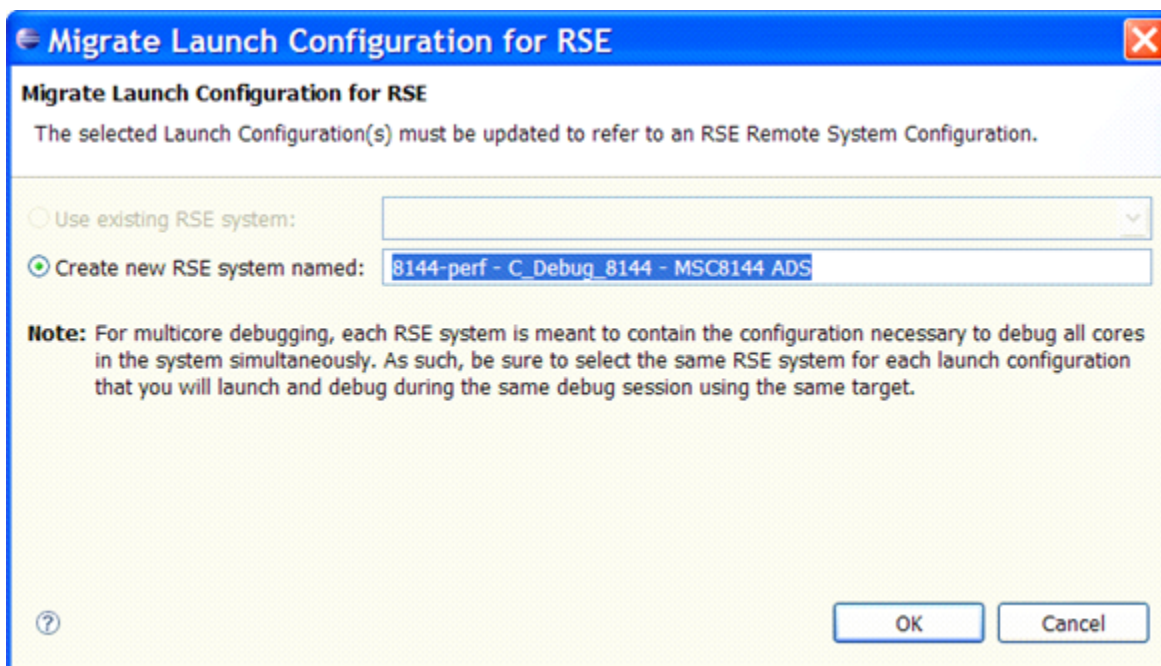 Migrate Launch Configuration for RSE
Migrate Launch Configuration for RSE
The selected Launch Configuration(s) must be updated to refer to an RSE Remote System Configuration.
Use existing RSE system:
Create new RSE system named: 8144-perf - C_Debug_8144 - MSC8144 ADS
Note: For multicore debugging, each RSE system is meant to contain the configuration necessary to debug all cores
in the system simultaneously. As such, be sure to select the same RSE system for each launch configuration
that you will launch and debug during the same debug session using the same target.
?
OK Cancel